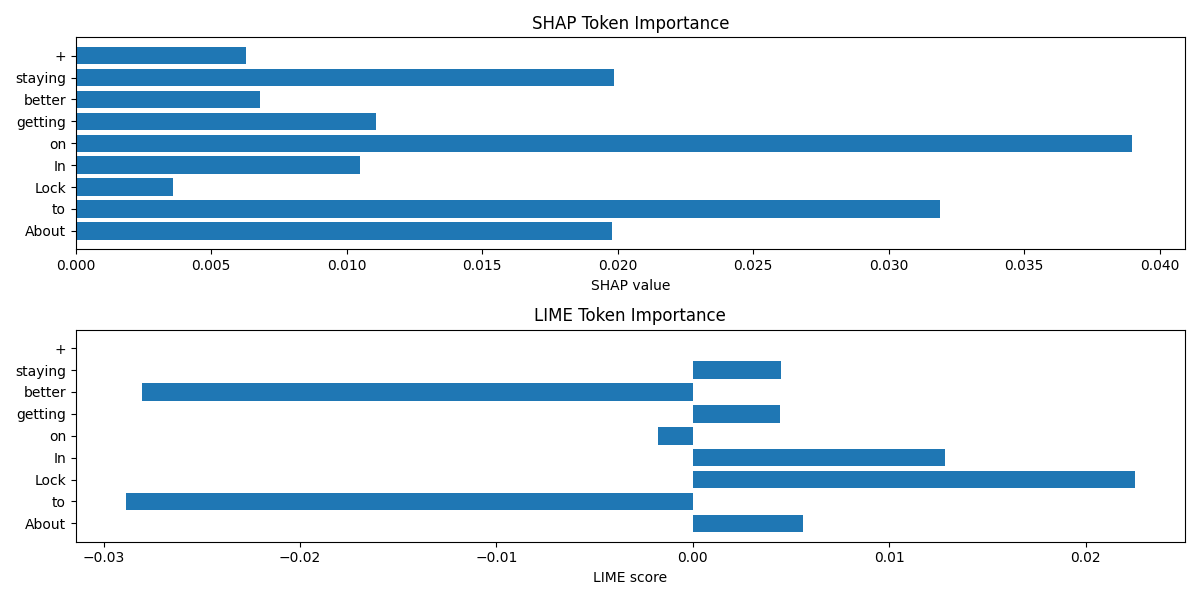 SHAP Token Importance
+
staying
better
getting
on
In
Lock
to
About
0.000 0.005 0.010 0.015 0.020 0.025 0.030 0.035 0.040
SHAP value
LIME Token Importance
+
staying
better
getting
on
In
Lock
to
About
−0.03 −0.02 −0.01 0.00 0.01 0.02
LIME score